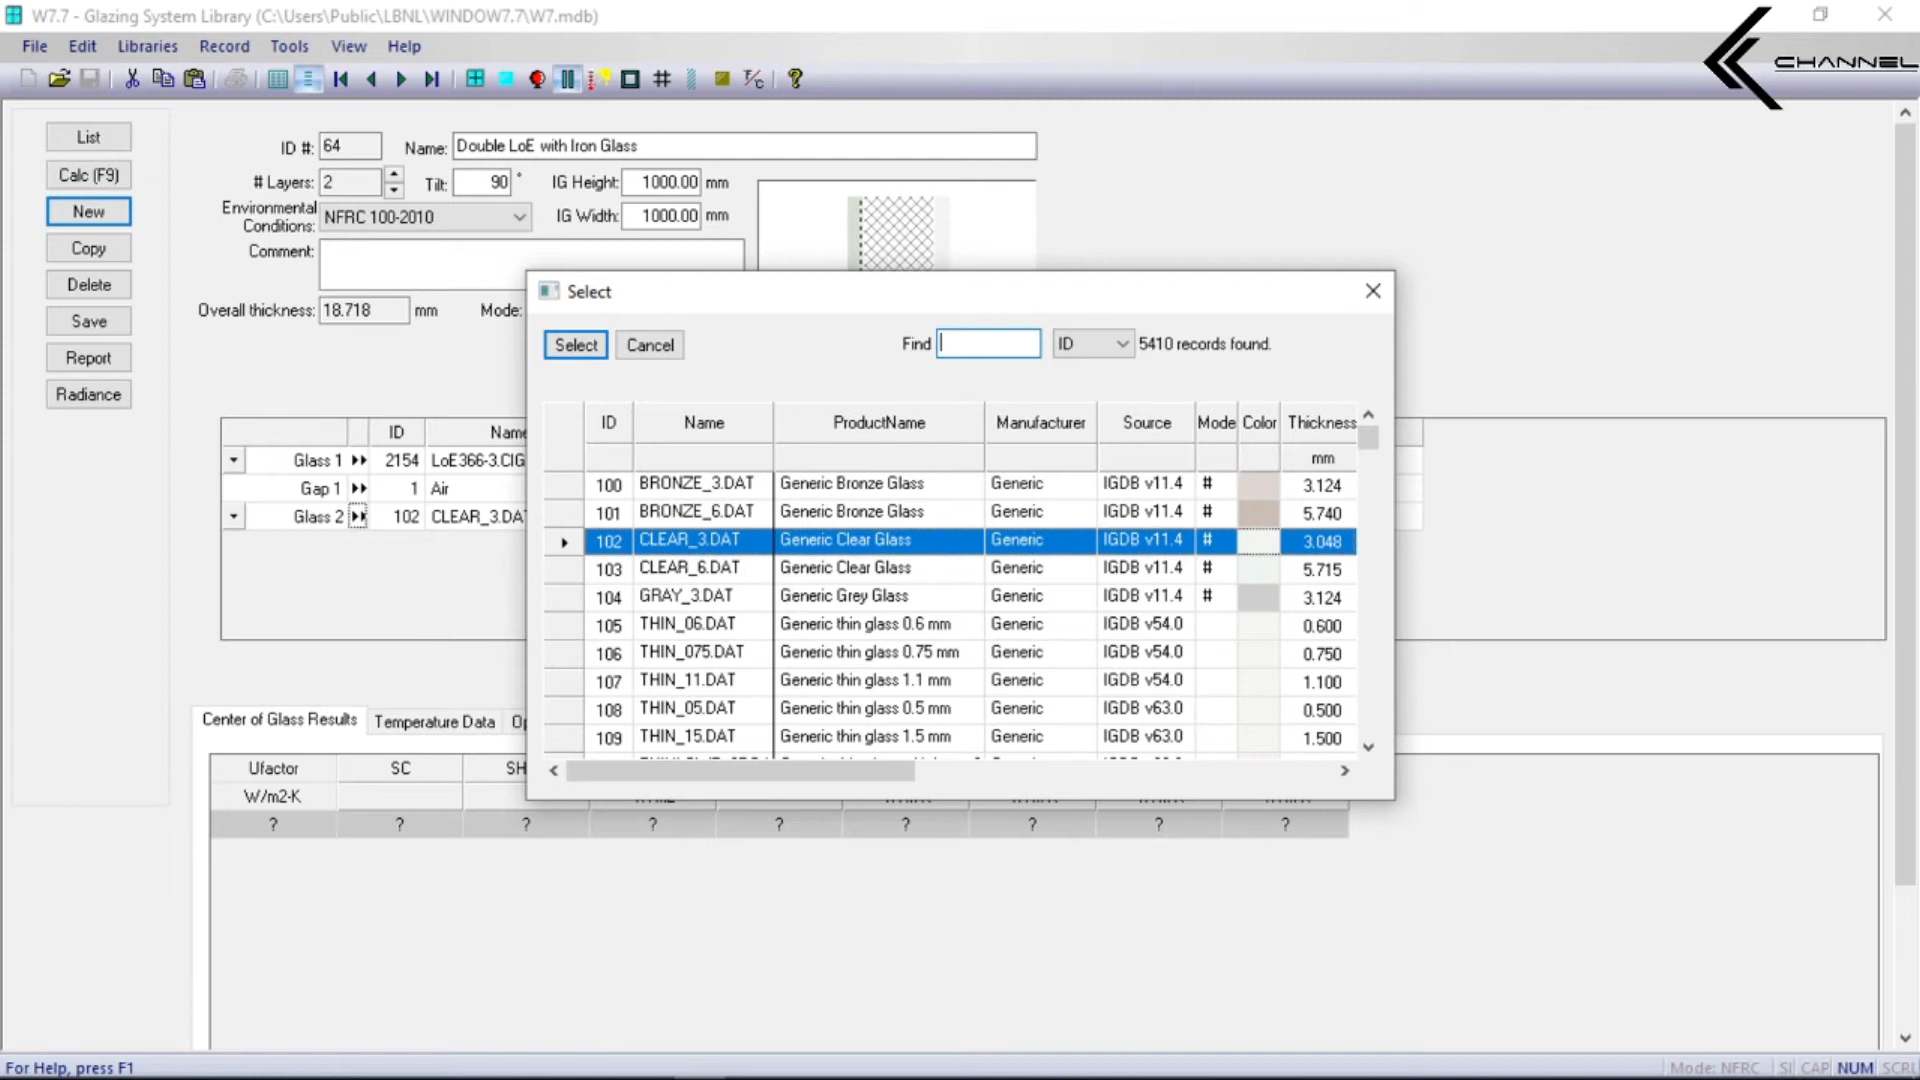 W7.7 - Glazing System Library (C:\Users\Public\LBNL\WINDOW7.7\W7.mdb)
File Edit Libraries Record Tools View Help
CHANNEL
List
Calc (F9)
New
Copy
Delete
Save
Report
Radiance
ID #: 64 Name: Double LoE with Iron Glass
# Layers: 2 Tilt: 90 ° IG Height: 1000.00 mm
Environmental Conditions: NFRC 100-2010 IG Width: 1000.00 mm
Comment:
Overall thickness: 18.718 mm Mode:
ID Name
Glass 1 2154 LoE366-3.CIG
Gap 1 1 Air
Glass 2 102 CLEAR_3.DAT
Select
Select Cancel Find ID 5410 records found.
ID Name ProductName Manufacturer Source Mode Color Thickness
mm
100 BRONZE_3.DAT Generic Bronze Glass Generic IGDB v11.4 # 3.124
101 BRONZE_6.DAT Generic Bronze Glass Generic IGDB v11.4 # 5.740
102 CLEAR_3.DAT Generic Clear Glass Generic IGDB v11.4 # 3.048
103 CLEAR_6.DAT Generic Clear Glass Generic IGDB v11.4 # 5.715
104 GRAY_3.DAT Generic Grey Glass Generic IGDB v11.4 # 3.124
105 THIN_06.DAT Generic thin glass 0.6 mm Generic IGDB v54.0 0.600
106 THIN_075.DAT Generic thin glass 0.75 mm Generic IGDB v54.0 0.750
107 THIN_11.DAT Generic thin glass 1.1 mm Generic IGDB v54.0 1.100
108 THIN_05.DAT Generic thin glass 0.5 mm Generic IGDB v63.0 0.500
109 THIN_15.DAT Generic thin glass 1.5 mm Generic IGDB v63.0 1.500
Center of Glass Results Temperature Data Op
Ufactor SC SH
W/m2-K
? ? ? ? ? ? ? ? ?
For Help, press F1
Mode: NFRC SI CAP NUM SCRL